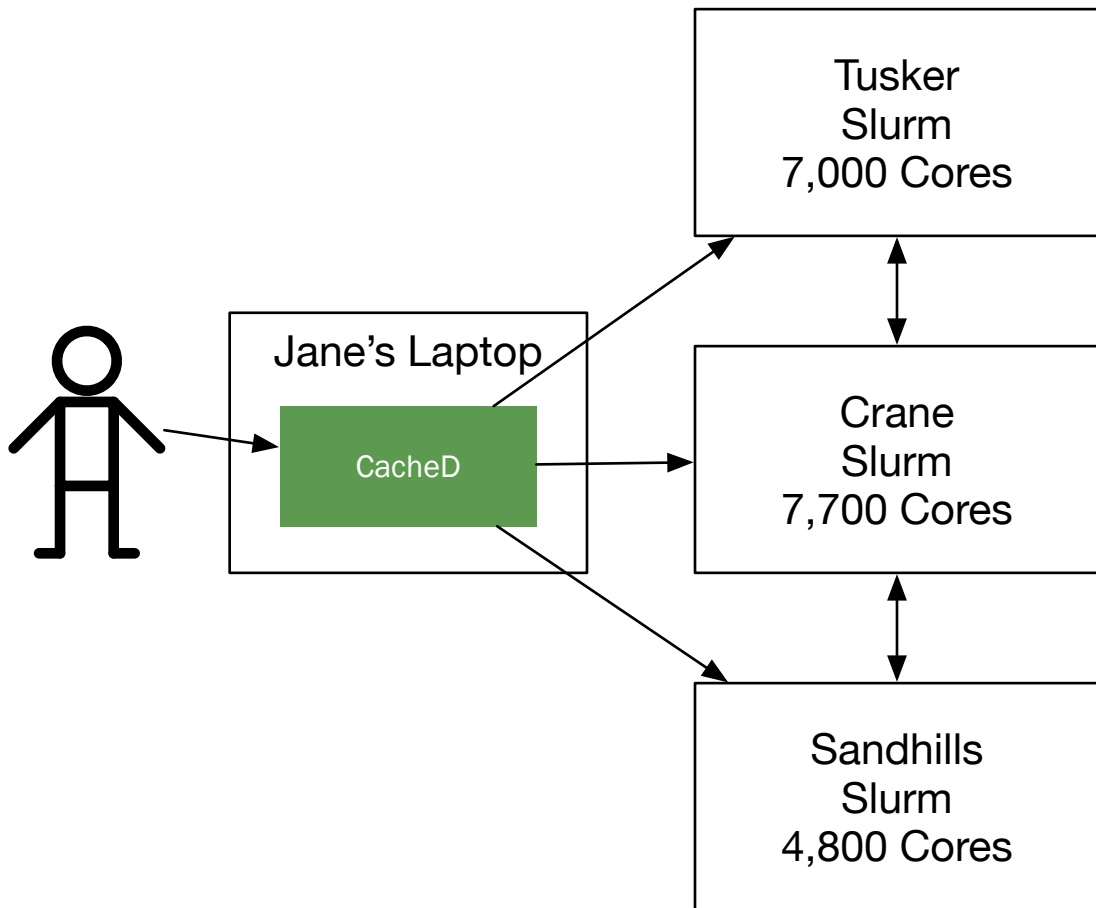 Tusker
Slurm
7,000 Cores
Jane’s Laptop
CacheD
Crane
Slurm
7,700 Cores
Sandhills
Slurm
4,800 Cores